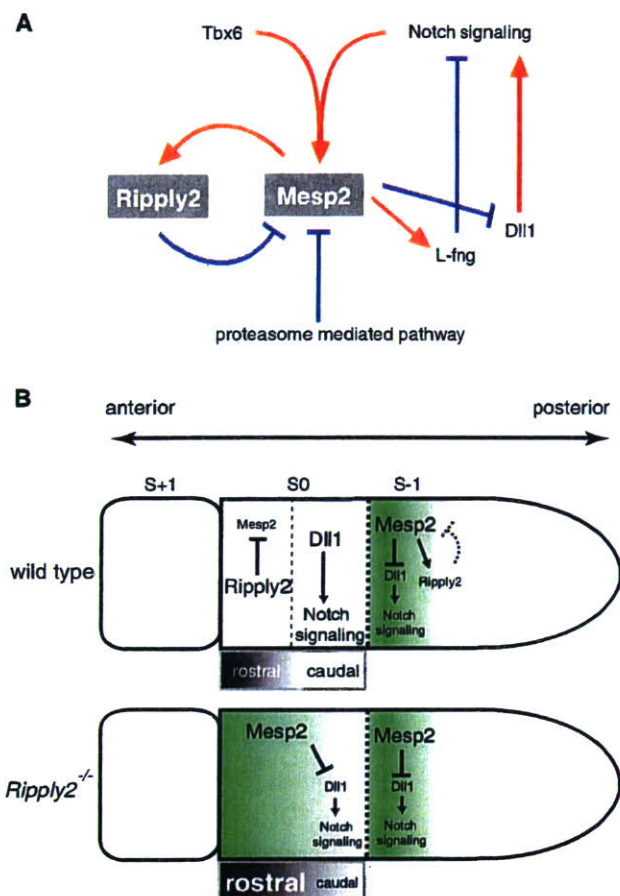 A
Tbx6
Notch signaling
Ripply2
Mesp2
Dll1
L-fng
proteasome mediated pathway
B
anterior
posterior
S+1
S0
S-1
wild type
Mesp2
Ripply2
Dll1
Notch
signaling
Mesp2
Dll1
Ripply2
Notch
signaling
rostral
caudal
Ripply2-/-
Mesp2
Dll1
Notch
signaling
Mesp2
Dll1
Notch
signaling
rostral
caudal